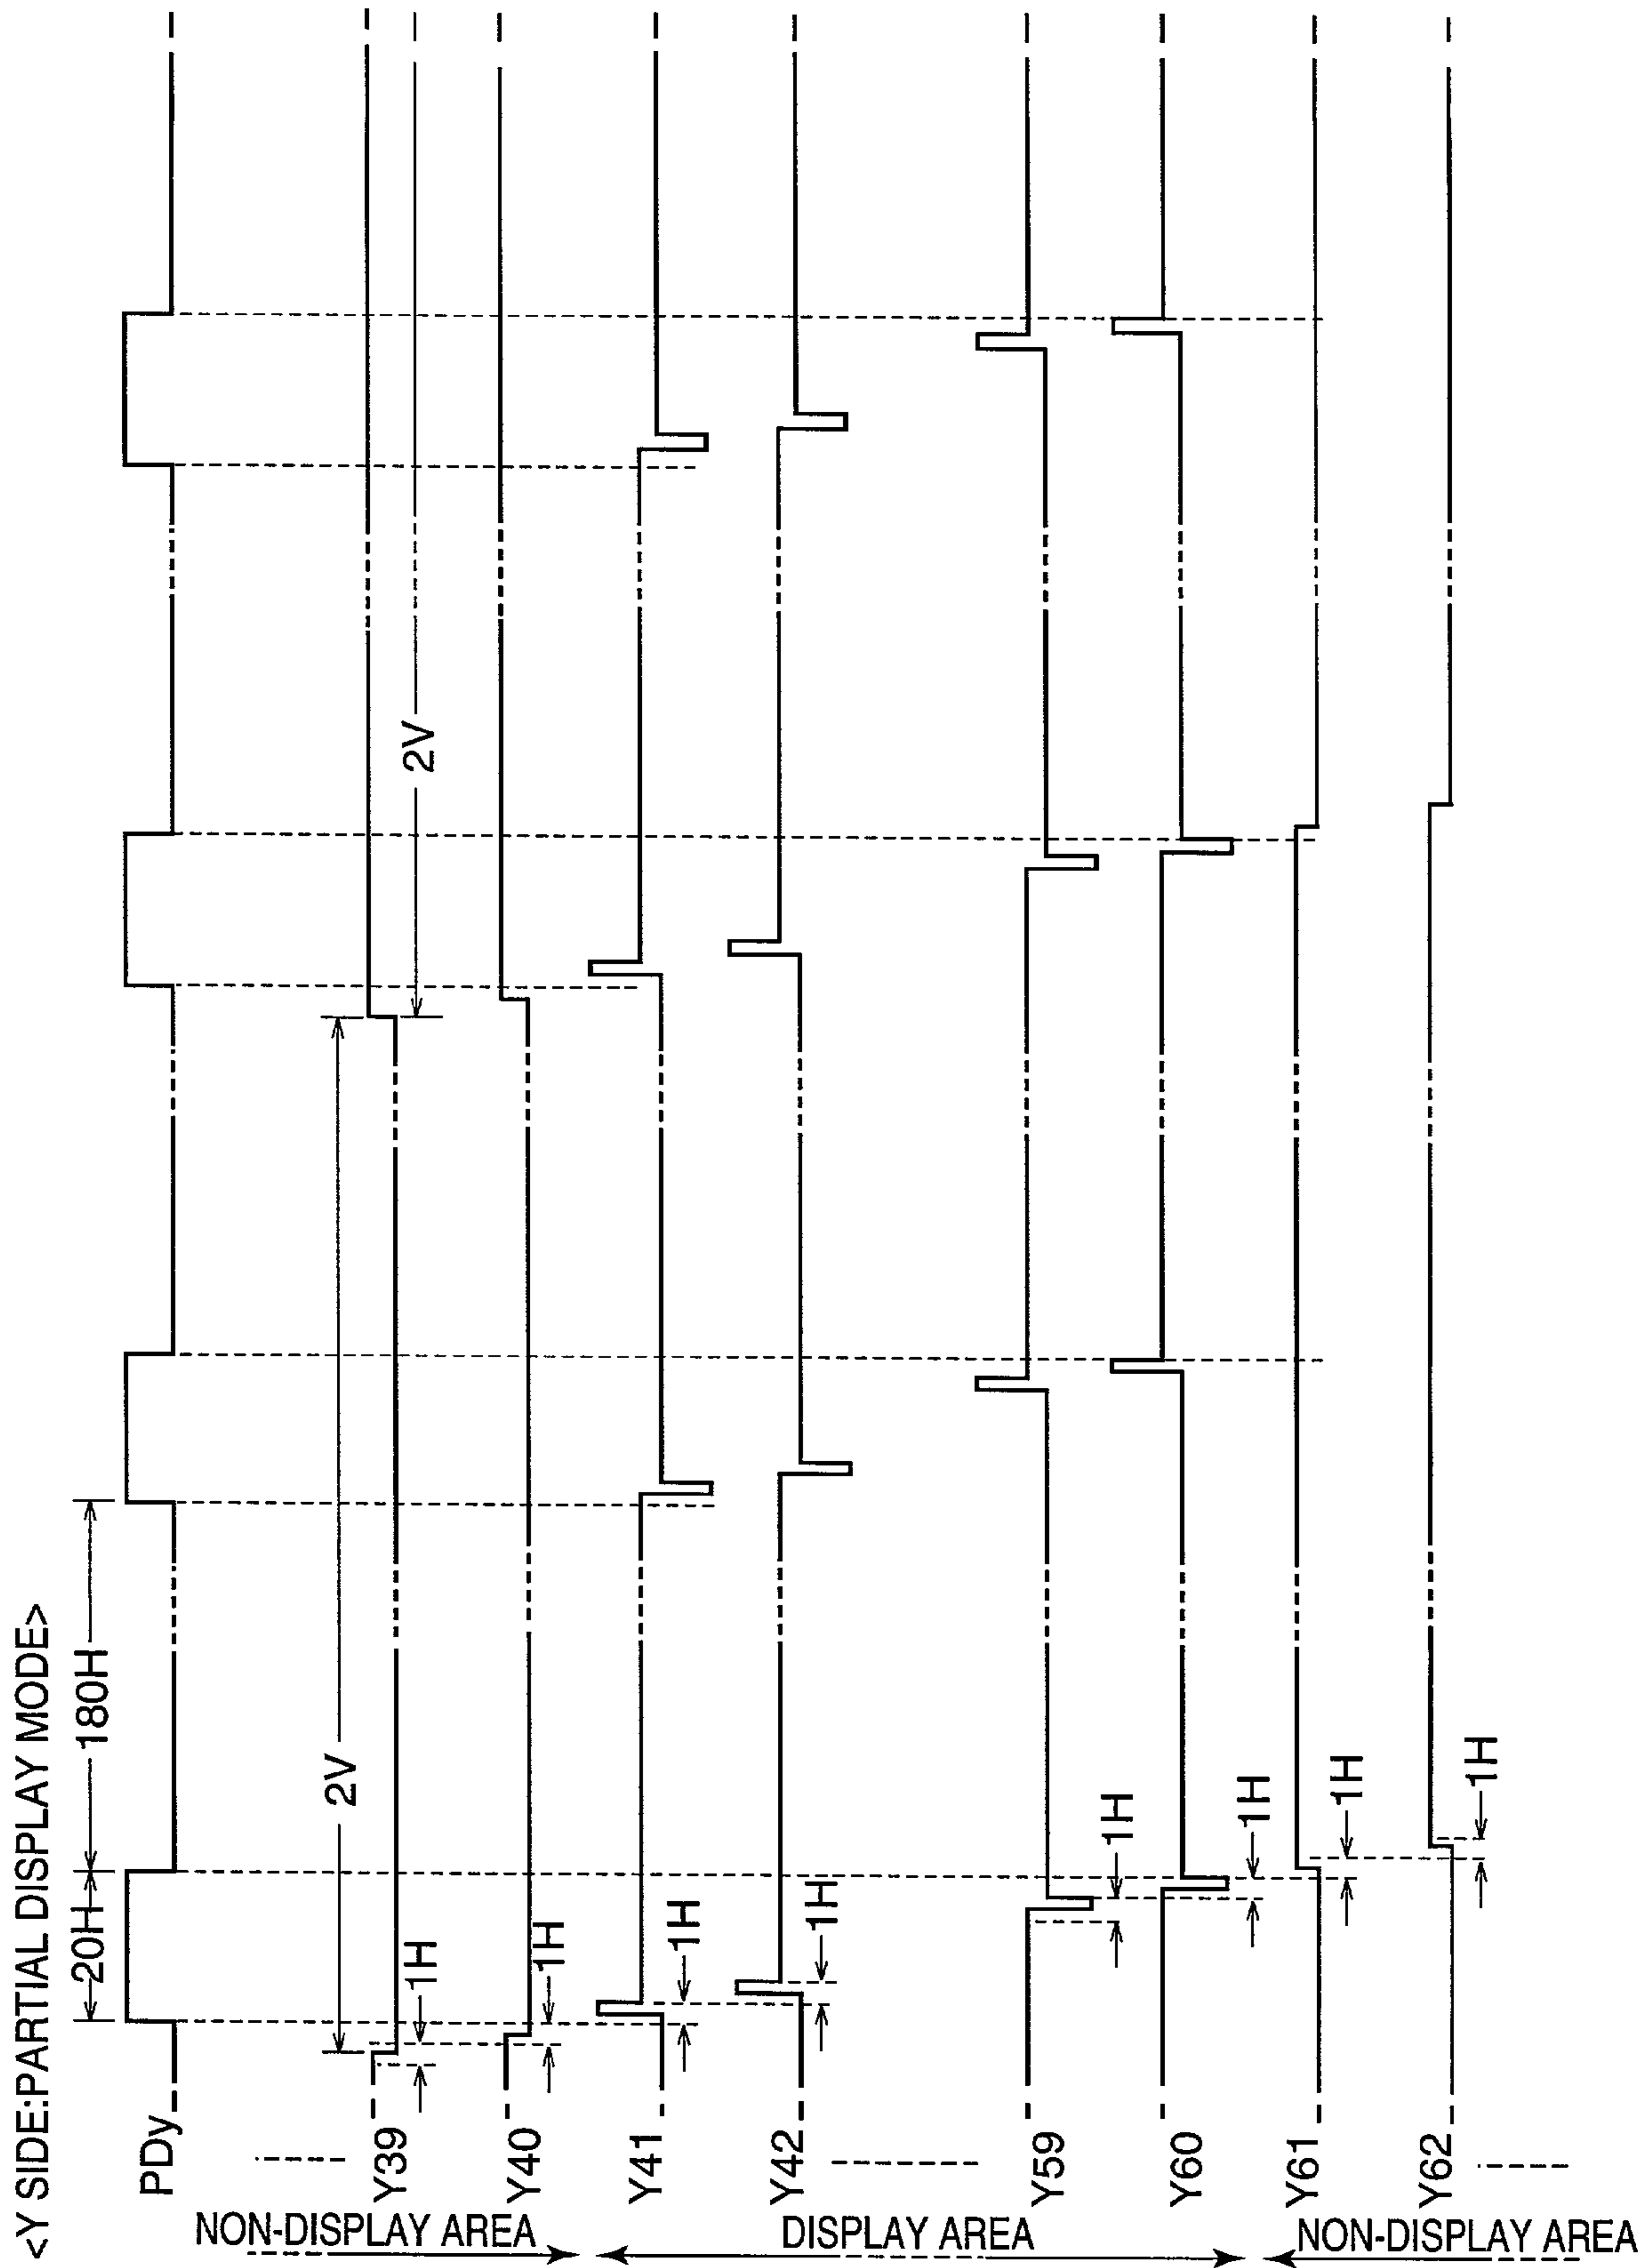 <Y SIDE:PARTIAL DISPLAY MODE>
20H 180H
PDy
2V 2V
Y39 1H
Y40 1H
Y41 1H
Y42 1H
Y59 1H
Y60 1H
Y61 1H
Y62 1H
NON-DISPLAY AREA
DISPLAY AREA
NON-DISPLAY AREA